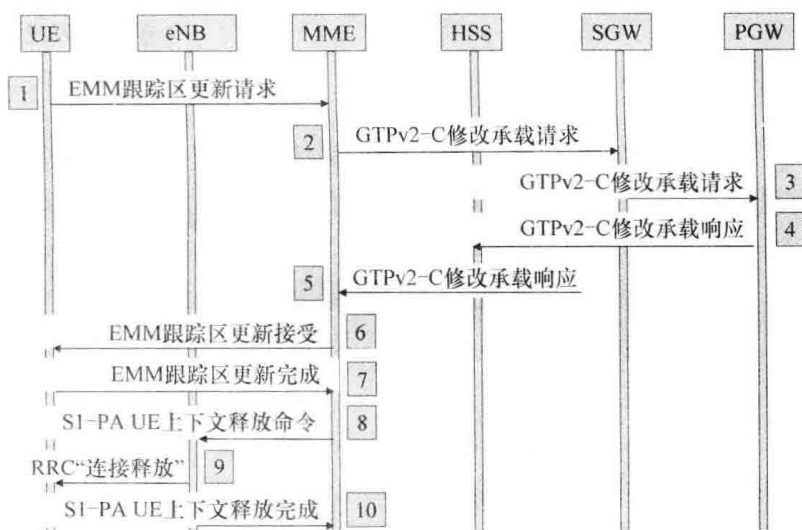 UE eNB MME HSS SGW PGW
1 EMM跟踪区更新请求
2 GTPv2-C修改承载请求
GTPv2-C修改承载请求 3
GTPv2-C修改承载响应 4
5 GTPv2-C修改承载响应
EMM跟踪区更新接受 6
EMM跟踪区更新完成 7
S1-PA UE上下文释放命令 8
RRC“连接释放” 9
S1-PA UE上下文释放完成 10